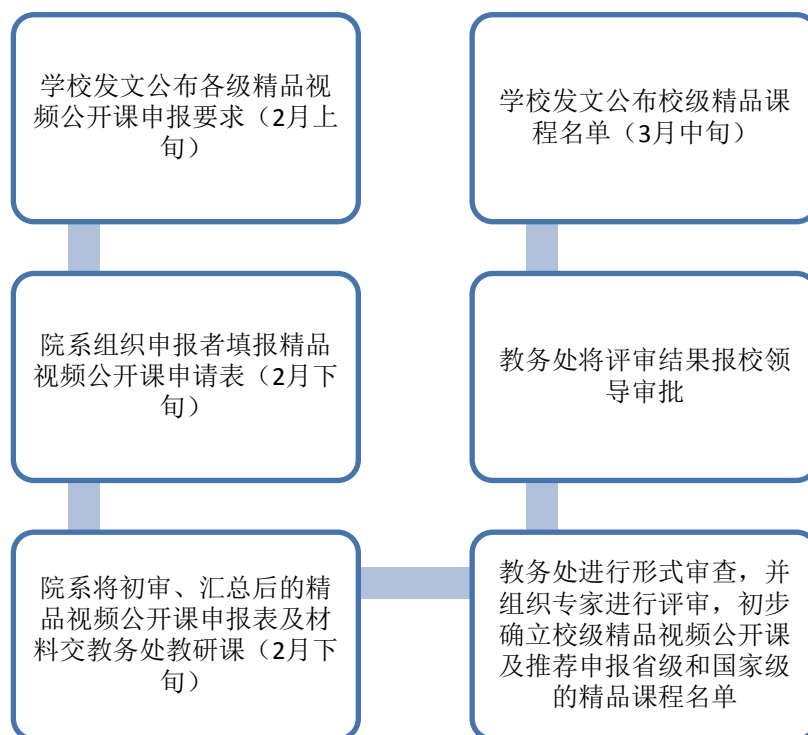 学校发文公布各级精品视
频公开课申报要求（2月上
旬）
院系组织申报者填报精品
视频公开课申请表（2月下
旬）
院系将初审、汇总后的精
品视频公开课申报表及材
料交教务处教研课（2月下
旬）
教务处进行形式审查，并
组织专家进行评审，初步
确立校级精品视频公开课
及推荐申报省级和国家级
的精品课程名单
教务处将评审结果报校领
导审批
学校发文公布校级精品课
程名单（3月中旬）